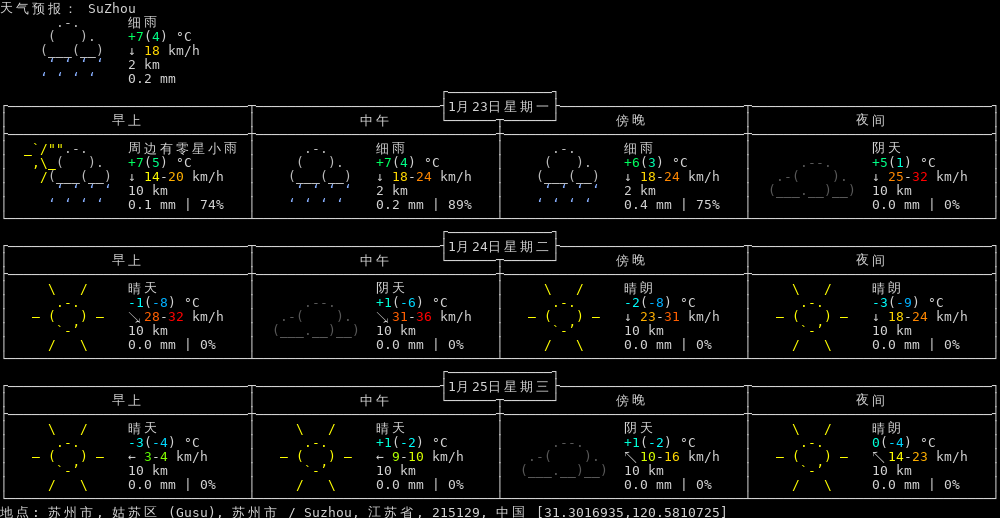 天气预报: SuZhou
细雨
+7(4) °C
↓ 18 km/h
2 km
0.2 mm
1月23日星期一
早上 中午 傍晚 夜间
周边有零星小雨 细雨 细雨 阴天
+7(5) °C +7(4) °C +6(3) °C +5(1) °C
↓ 14-20 km/h ↓ 18-24 km/h ↓ 18-24 km/h ↓ 25-32 km/h
10 km 2 km 2 km 10 km
0.1 mm | 74% 0.2 mm | 89% 0.4 mm | 75% 0.0 mm | 0%
1月24日星期二
早上 中午 傍晚 夜间
晴天 阴天 晴朗 晴朗
-1(-8) °C +1(-6) °C -2(-8) °C -3(-9) °C
↘ 28-32 km/h ↘ 31-36 km/h ↓ 23-31 km/h ↓ 18-24 km/h
10 km 10 km 10 km 10 km
0.0 mm | 0% 0.0 mm | 0% 0.0 mm | 0% 0.0 mm | 0%
1月25日星期三
早上 中午 傍晚 夜间
晴天 晴天 阴天 晴朗
-3(-4) °C +1(-2) °C +1(-2) °C 0(-4) °C
← 3-4 km/h ← 9-10 km/h ↖ 10-16 km/h ↖ 14-23 km/h
10 km 10 km 10 km 10 km
0.0 mm | 0% 0.0 mm | 0% 0.0 mm | 0% 0.0 mm | 0%
地点: 苏州市, 姑苏区 (Gusu), 苏州市 / Suzhou, 江苏省, 215129, 中国 [31.3016935,120.5810725]